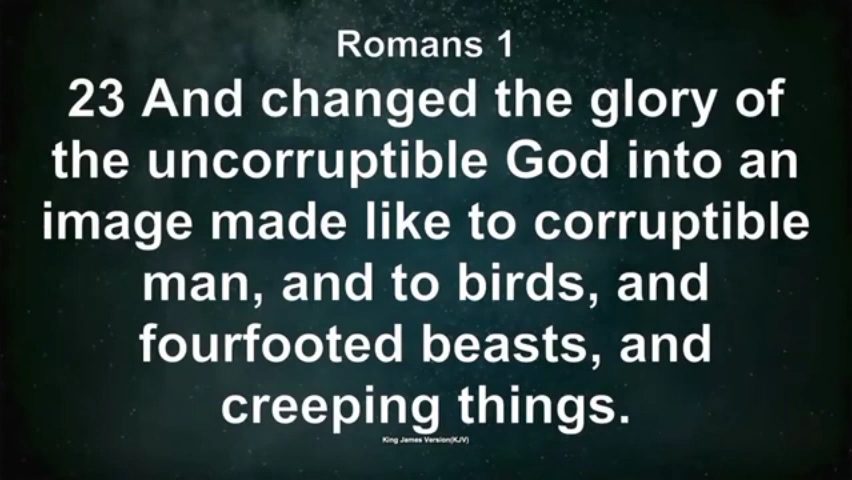 Romans 1
23 And changed the glory of
the uncorruptible God into an
image made like to corruptible
man, and to birds, and
fourfooted beasts, and
creeping things.
King James Version(KJV)